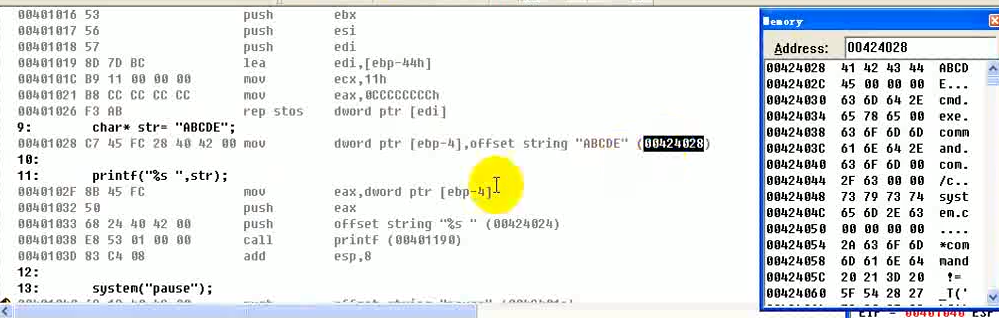 00401016 53 push ebx
00401017 56 push esi
00401018 57 push edi
00401019 8D 7D BC lea edi,[ebp-44h]
0040101C B9 11 00 00 00 mov ecx,11h
00401021 B8 CC CC CC CC mov eax,0CCCCCCCCh
00401026 F3 AB rep stos dword ptr [edi]
9: char* str= "ABCDE";
00401028 C7 45 FC 28 40 42 00 mov dword ptr [ebp-4],offset string "ABCDE" (00424028)
10:
11: printf("%s ",str);
0040102F 8B 45 FC mov eax,dword ptr [ebp-4]
00401032 50 push eax
00401033 68 24 40 42 00 push offset string "%s " (00424024)
00401038 E8 53 01 00 00 call printf (00401190)
0040103D 83 C4 08 add esp,8
12:
13: system("pause");
Memory
Address: 00424028
00424028 41 42 43 44 ABCD
0042402C 45 00 00 00 E...
00424030 63 6D 64 2E cmd.
00424034 65 78 65 00 exe.
00424038 63 6F 6D 6D comm
0042403C 61 6E 64 2E and.
00424040 63 6F 6D 00 com.
00424044 2F 63 00 00 /c..
00424048 73 79 73 74 syst
0042404C 65 6D 2E 63 em.c
00424050 00 00 00 00 ....
00424054 2A 63 6F 6D *com
00424058 6D 61 6E 64 mand
0042405C 20 21 3D 20 !=
00424060 5F 54 28 27 _T('
EIP = 00401040 ESP